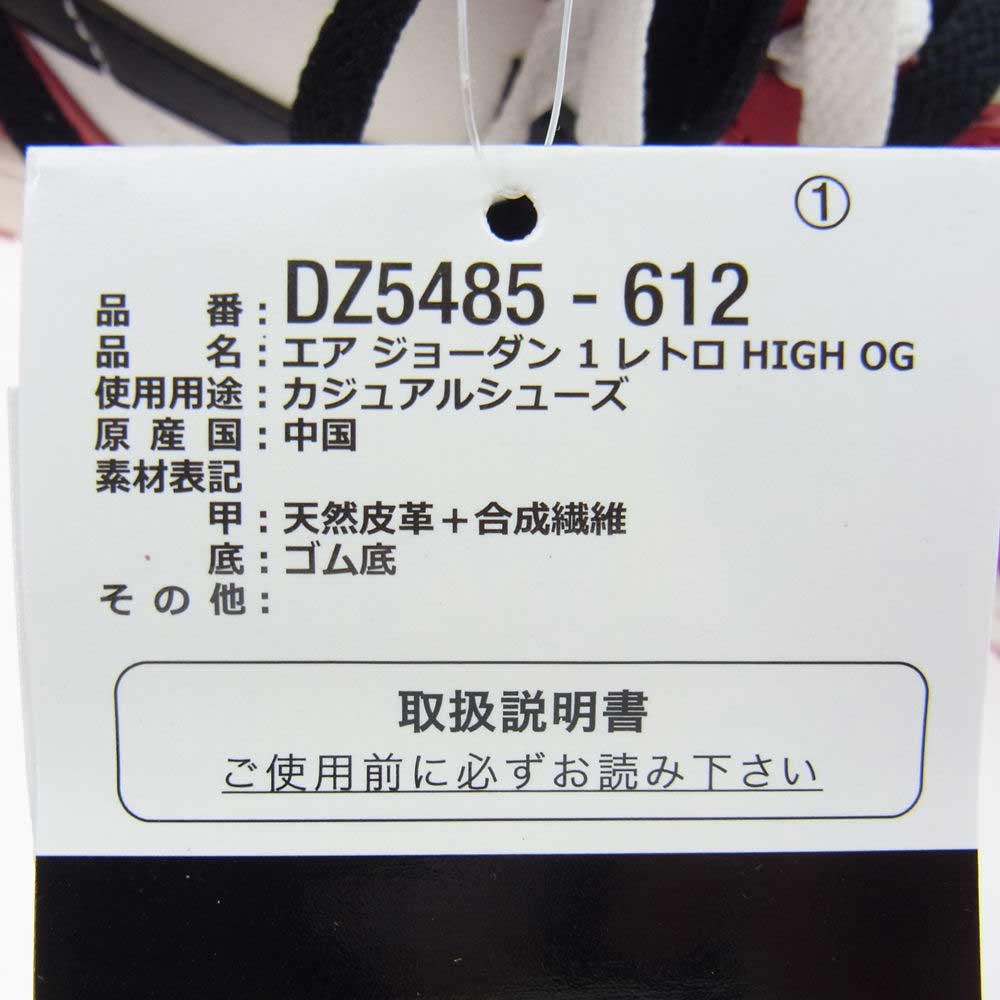 ①
品番：DZ5485 - 612
品名：エア ジョーダン 1 レトロ HIGH OG
使用用途：カジュアルシューズ
原産国：中国
素材表記
甲：天然皮革＋合成繊維
底：ゴム底
その他：
取扱説明書
ご使用前に必ずお読み下さい